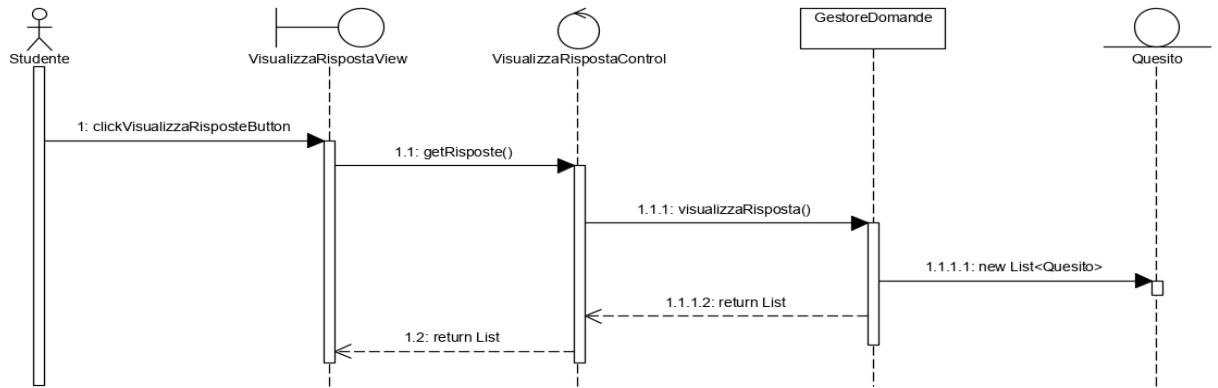 GestoreDomande
Studente
VisualizzaRispostaView
VisualizzaRispostaControl
Quesito
1: clickVisualizzaRisposteButton
1.1: getRisposte()
1.1.1: visualizzaRisposta()
1.1.1.1: new List<Quesito>
1.1.1.2: return List
1.2: return List